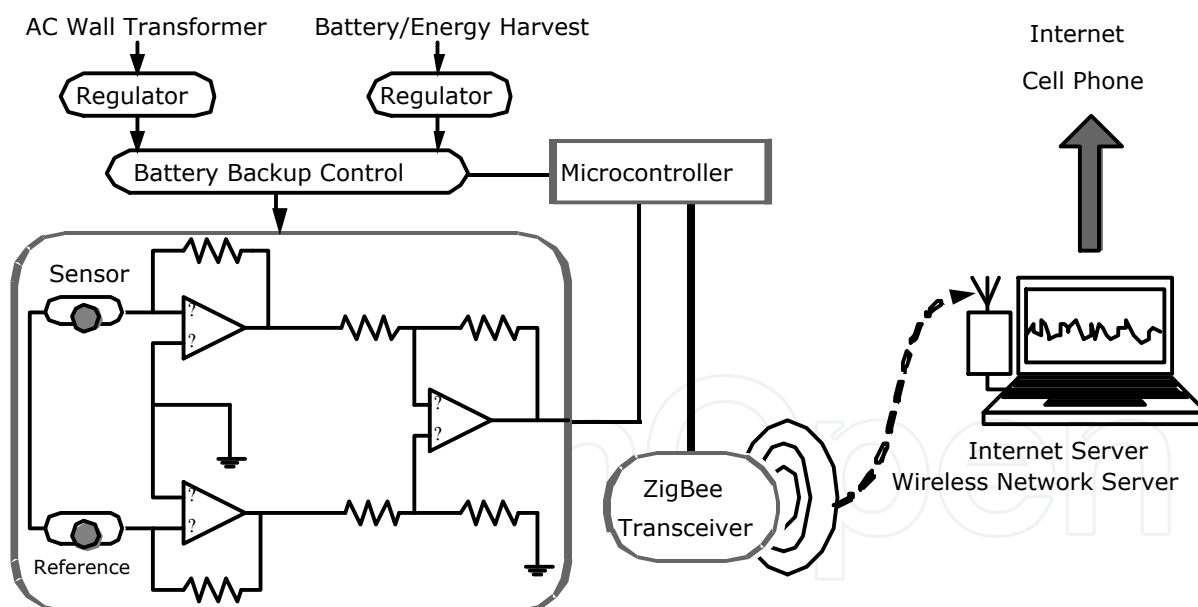 AC Wall Transformer
Battery/Energy Harvest
Internet
Cell Phone
Regulator
Regulator
Battery Backup Control
Microcontroller
Sensor
?
?
?
?
?
?
Reference
ZigBee
Transceiver
Internet Server
Wireless Network Server